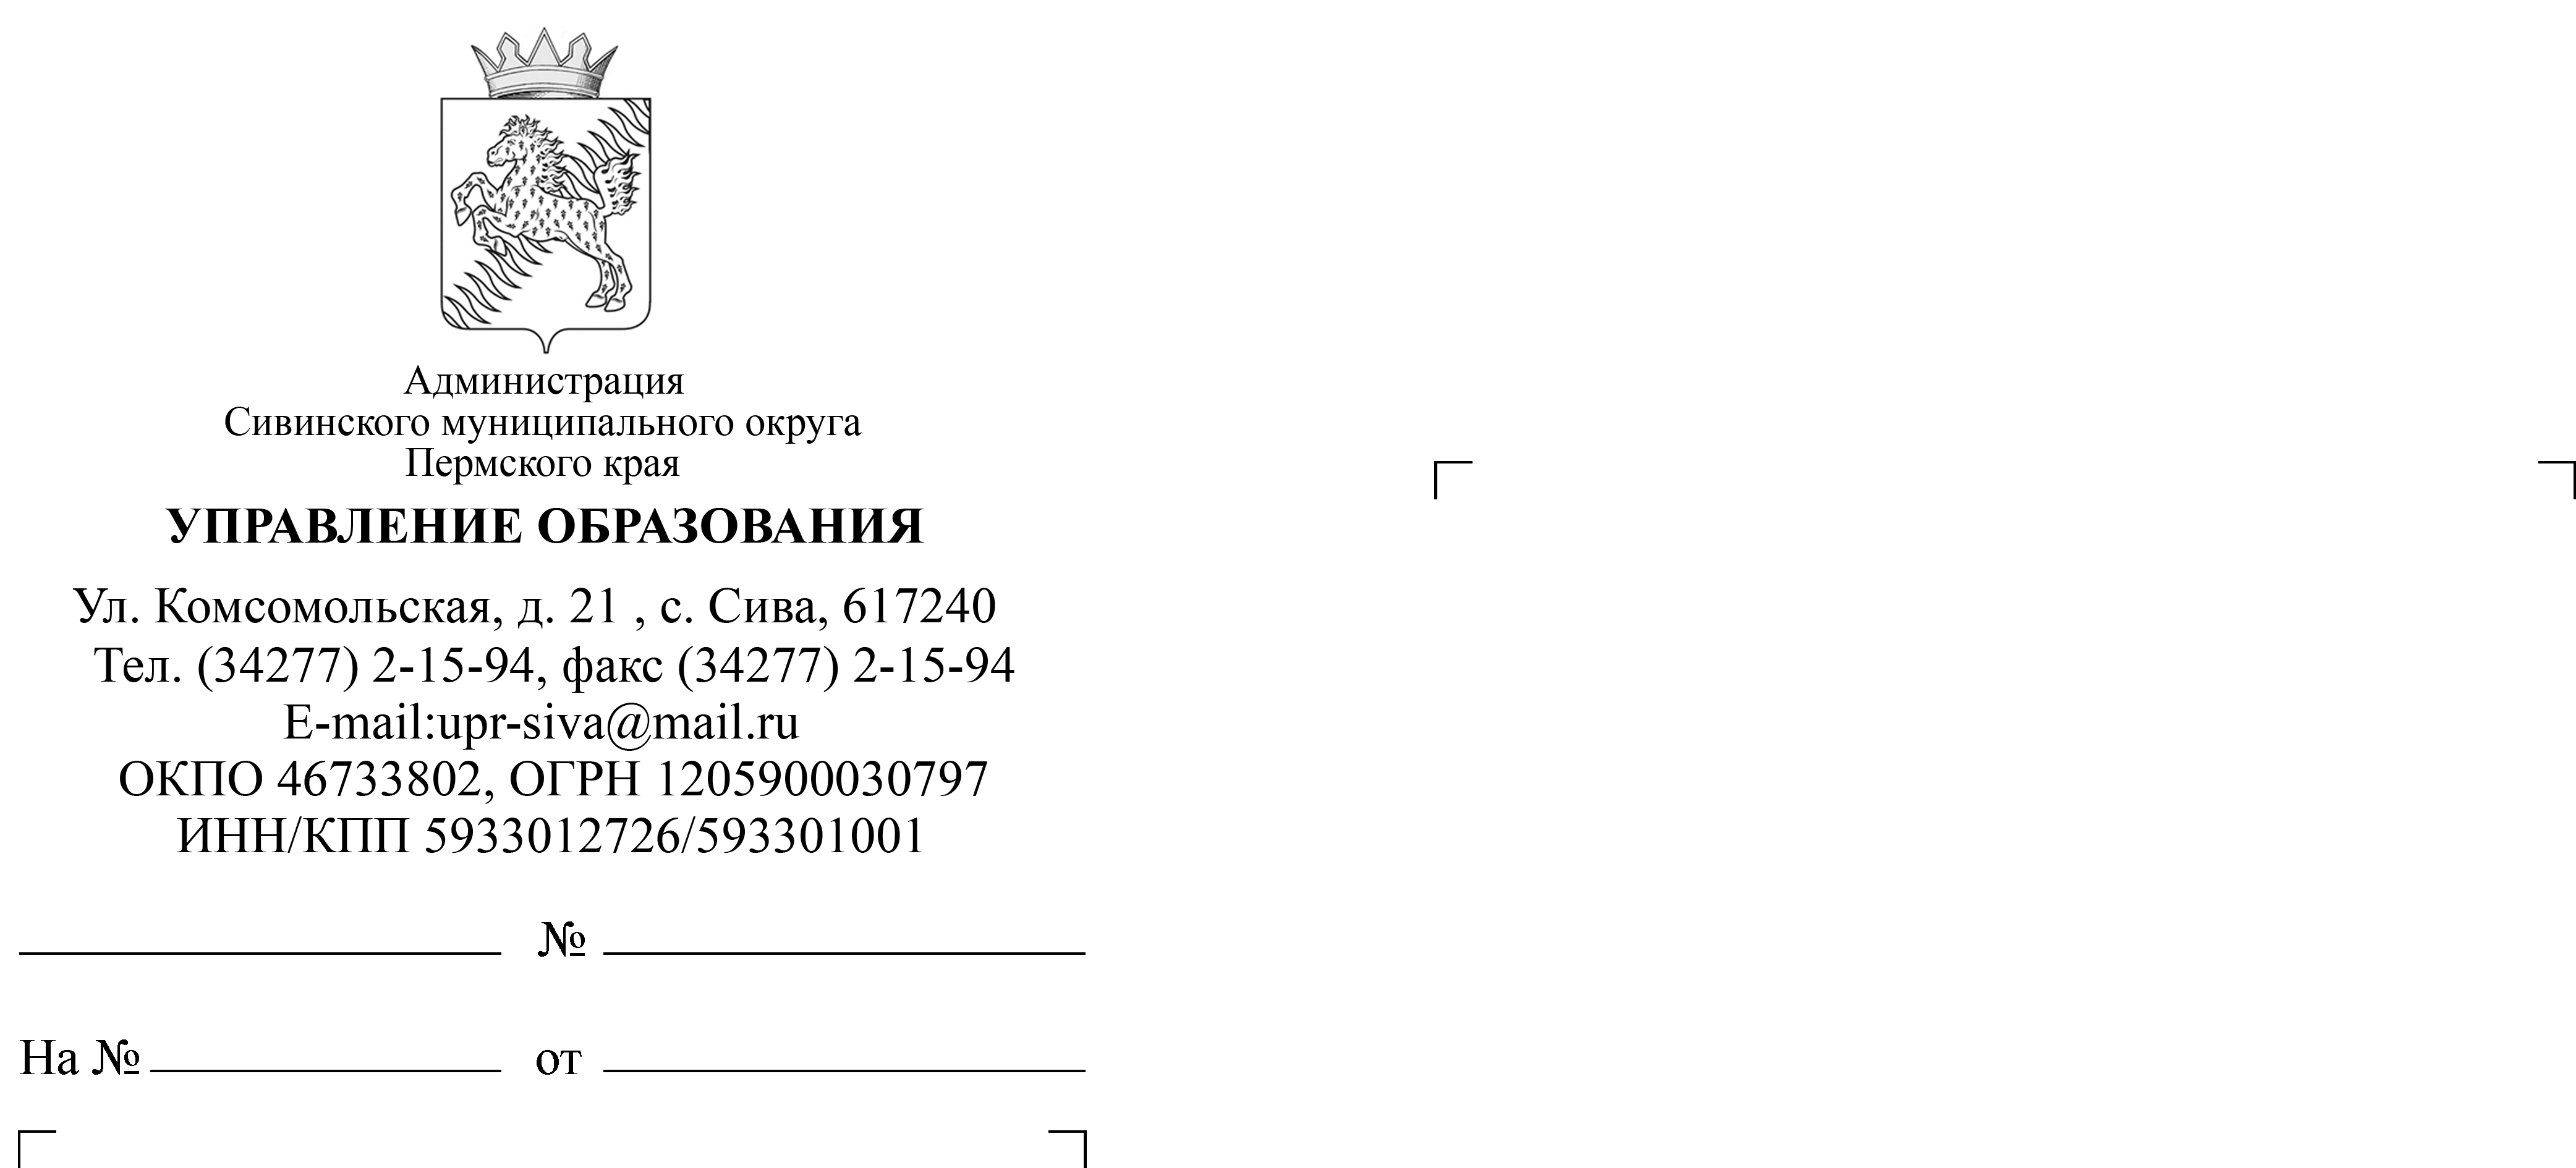 Администрация
Сивинского муниципального округа
Пермского края
УПРАВЛЕНИЕ ОБРАЗОВАНИЯ
Ул. Комсомольская, д. 21 , с. Сива, 617240
Тел. (34277) 2-15-94, факс (34277) 2-15-94
E-mail:upr-siva@mail.ru
ОКПО 46733802, ОГРН 1205900030797
ИНН/КПП 5933012726/593301001
№
На № от